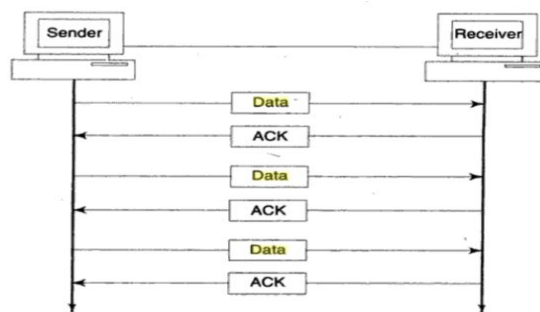 Sender
Receiver
Data
ACK
Data
ACK
Data
ACK